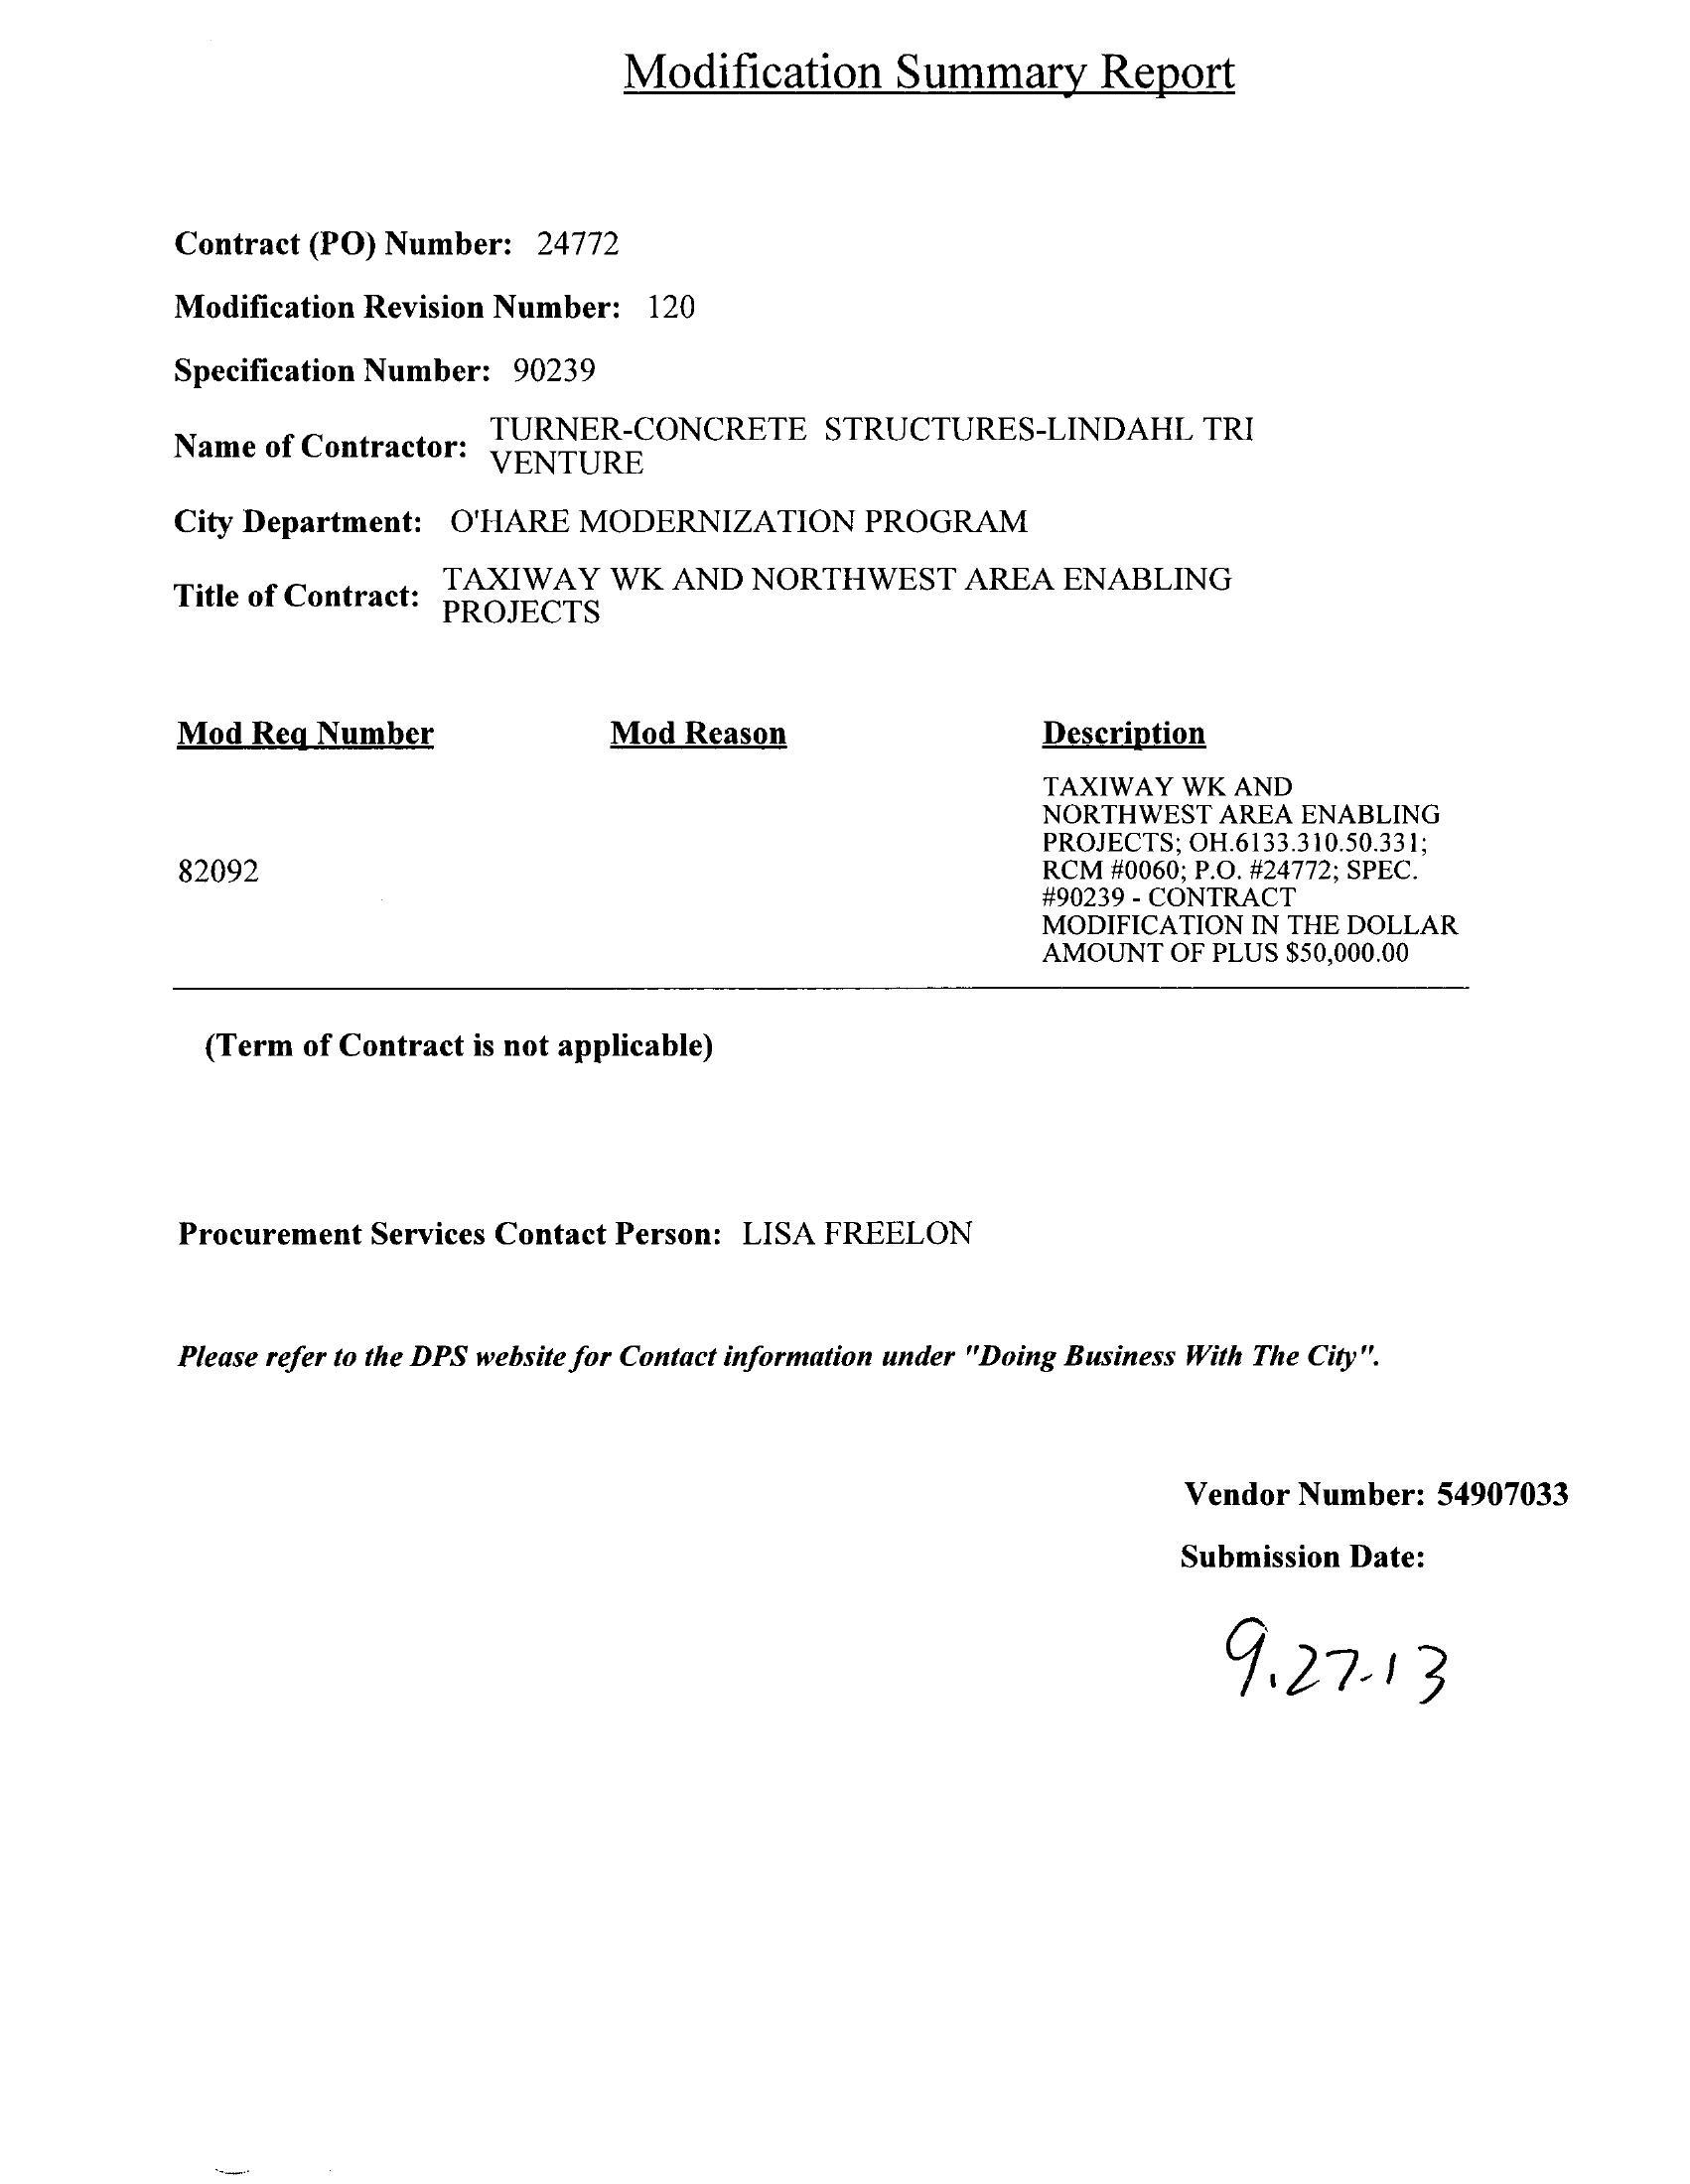 Modification Summary Report
Contract (PO) Number: 24772
Modification Revision Number: 120
Specification Number: 90239
Name of Contractor: TURNER-CONCRETE STRUCTURES-LINDAHL TRI
VENTURE
City Department: O'HARE MODERNIZATION PROGRAM
Title of Contract: TAXIWAY WK AND NORTHWEST AREA ENABLING
PROJECTS
Mod Req Number Mod Reason Description
TAXIWAY WK AND
NORTHWEST AREA ENABLING
PROJECTS; OH.6133.310.50.331;
82092 RCM #0060; P.O. #24772; SPEC.
#90239 - CONTRACT
MODIFICATION IN THE DOLLAR
AMOUNT OF PLUS $50,000.00
(Term of Contract is not applicable)
Procurement Services Contact Person: LISA FREELON
Please refer to the DPS website for Contact information under "Doing Business With The City".
Vendor Number: 54907033
Submission Date:
9.27-13